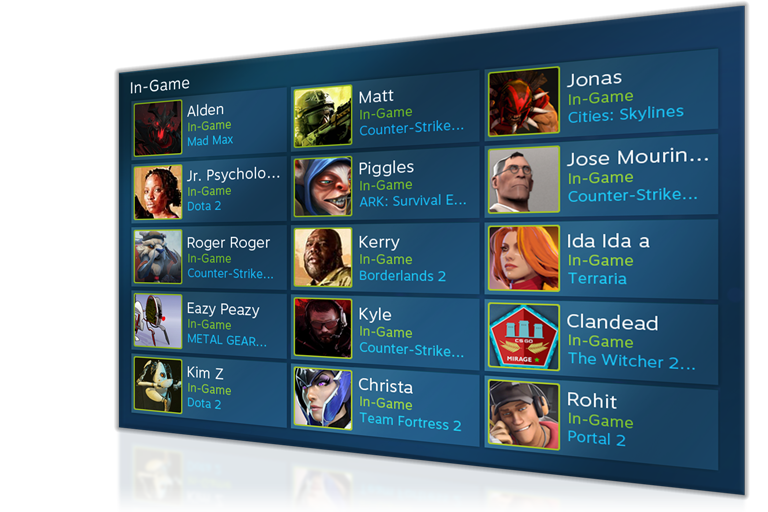 In-Game
Alden
In-Game
Mad Max
Jr. Psycholo...
In-Game
Dota 2
Roger Roger
In-Game
Counter-Strike...
Eazy Peazy
In-Game
METAL GEAR...
Kim Z
In-Game
Dota 2
Matt
In-Game
Counter-Strike...
Piggles
In-Game
ARK: Survival E...
Kerry
In-Game
Borderlands 2
Kyle
In-Game
Counter-Strike...
Christa
In-Game
Team Fortress 2
Jonas
In-Game
Cities: Skylines
Jose Mourin...
In-Game
Counter-Strike...
Ida Ida a
In-Game
Terraria
CS GO
MIRAGE
Clandead
In-Game
The Witcher 2...
Rohit
In-Game
Portal 2